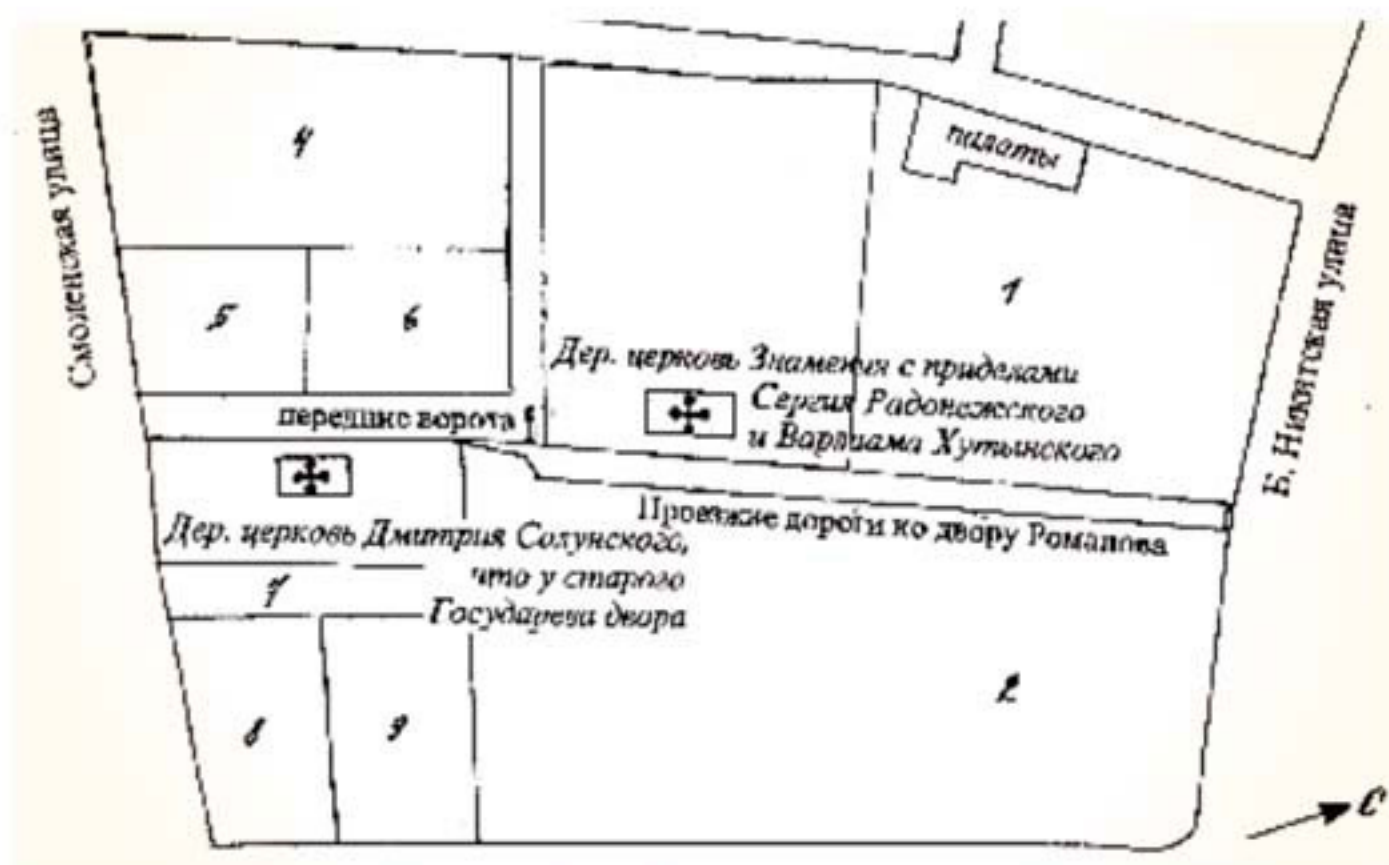 палаты
4
1
Смоленская улица
Б. Никитская улица
5
6
Дер. церковь Знамения с приделами
Сергия Радонежского
и Варлиама Хутынского
передние ворота
Проезжие дороги ко двору Романова
Дер. церковь Дмитрия Солунского,
что у старого
Государева двора
7
2
8
9
С